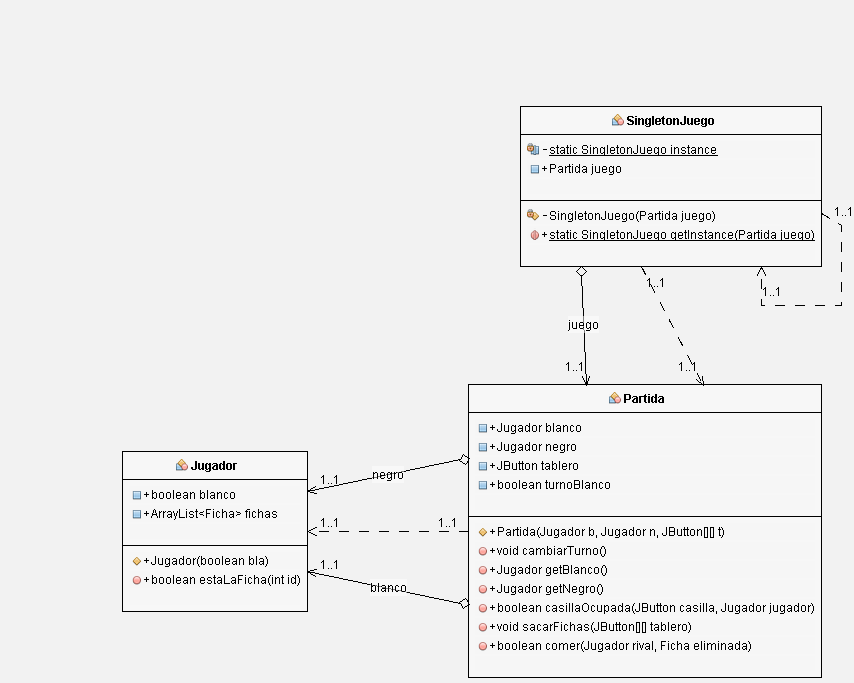 SingletonJuego
-static SingletonJuego instance
+Partida juego
-SingletonJuego(Partida juego)
+static SingletonJuego getInstance(Partida juego)
1..1
1..1
1..1
juego
1..1
1..1
Partida
+Jugador blanco
+Jugador negro
+JButton tablero
+boolean turnoBlanco
+Partida(Jugador b, Jugador n, JButton[][] t)
+void cambiarTurno()
+Jugador getBlanco()
+Jugador getNegro()
+boolean casillaOcupada(JButton casilla, Jugador jugador)
+void sacarFichas(JButton[][] tablero)
+boolean comer(Jugador rival, Ficha eliminada)
Jugador
+boolean blanco
+ArrayList<Ficha> fichas
+Jugador(boolean bla)
+boolean estaLaFicha(int id)
1..1
negro
1..1
1..1
1..1
blanco